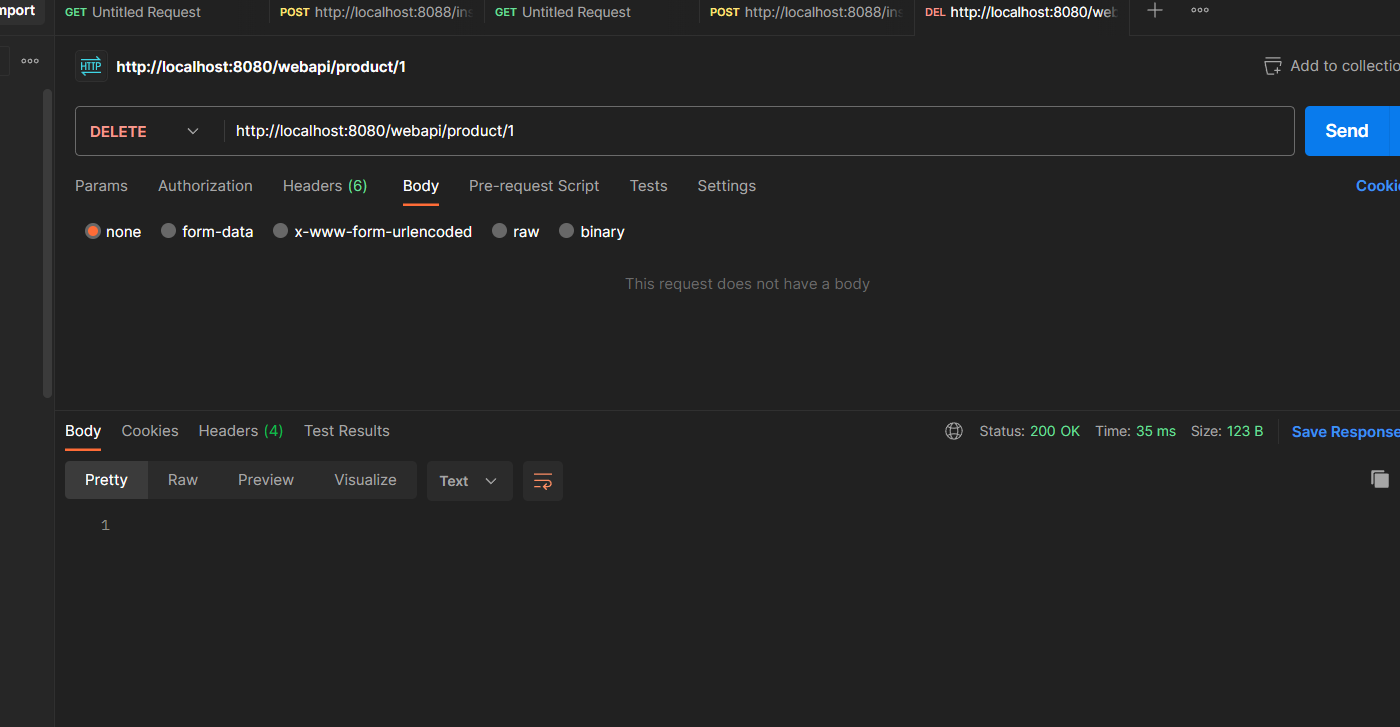 mport GET Untitled Request POST http://localhost:8088/ins GET Untitled Request POST http://localhost:8088/ins DEL http://localhost:8080/web
HTTP http://localhost:8080/webapi/product/1 Add to collectio
DELETE http://localhost:8080/webapi/product/1 Send
Params Authorization Headers (6) Body Pre-request Script Tests Settings Cookie
none form-data x-www-form-urlencoded raw binary
This request does not have a body
Body Cookies Headers (4) Test Results Status: 200 OK Time: 35 ms Size: 123 B Save Response
Pretty Raw Preview Visualize Text
1